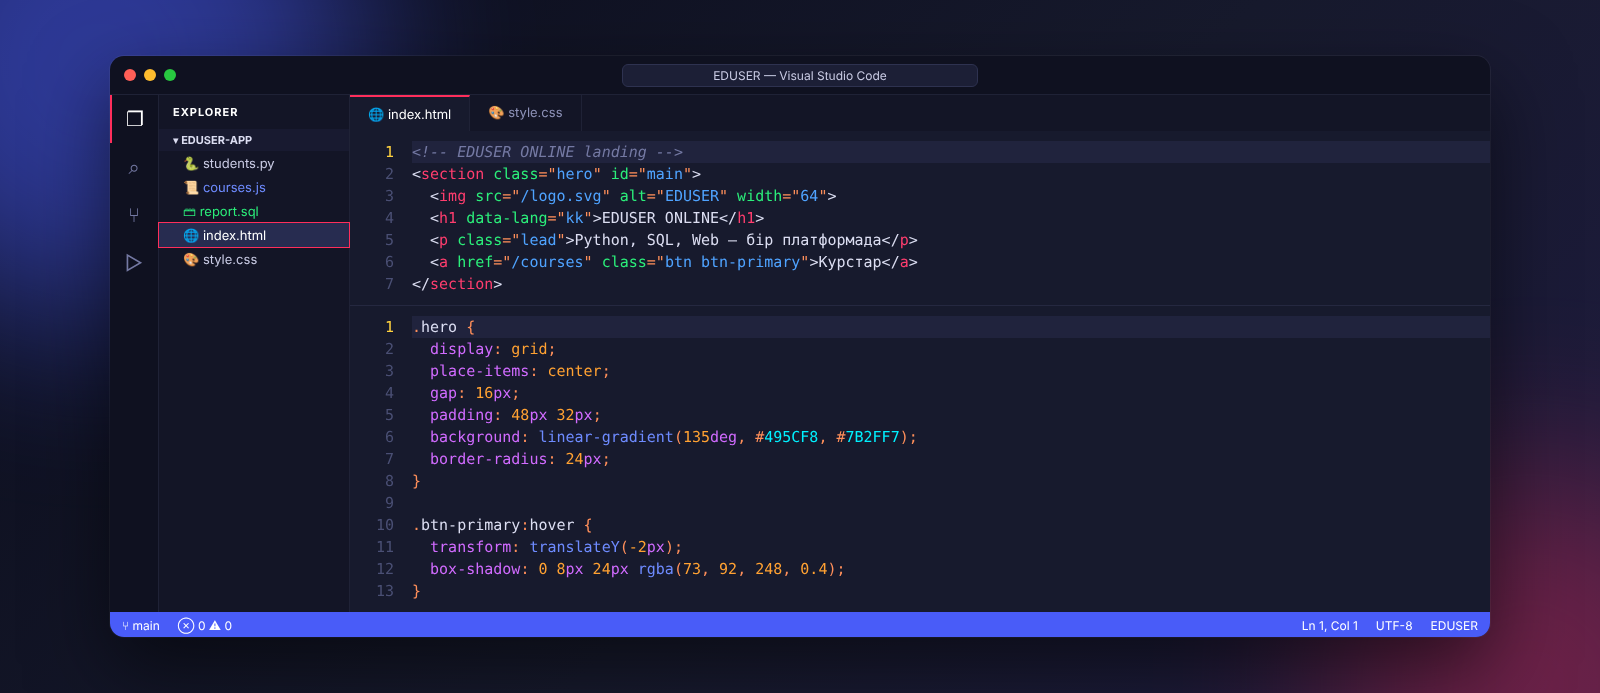 EDUSER — Visual Studio Code
EXPLORER
▾ EDUSER-APP
students.py
courses.js
report.sql
index.html
style.css
index.html
style.css
1 <!-- EDUSER ONLINE landing -->
2 <section class="hero" id="main">
3   <img src="/logo.svg" alt="EDUSER" width="64">
4   <h1 data-lang="kk">EDUSER ONLINE</h1>
5   <p class="lead">Python, SQL, Web — бір платформада</p>
6   <a href="/courses" class="btn btn-primary">Курстар</a>
7 </section>
1 .hero {
2   display: grid;
3   place-items: center;
4   gap: 16px;
5   padding: 48px 32px;
6   background: linear-gradient(135deg, #495CF8, #7B2FF7);
7   border-radius: 24px;
8 }
9
10 .btn-primary:hover {
11   transform: translateY(-2px);
12   box-shadow: 0 8px 24px rgba(73, 92, 248, 0.4);
13 }
main 0 0 Ln 1, Col 1 UTF-8 EDUSER